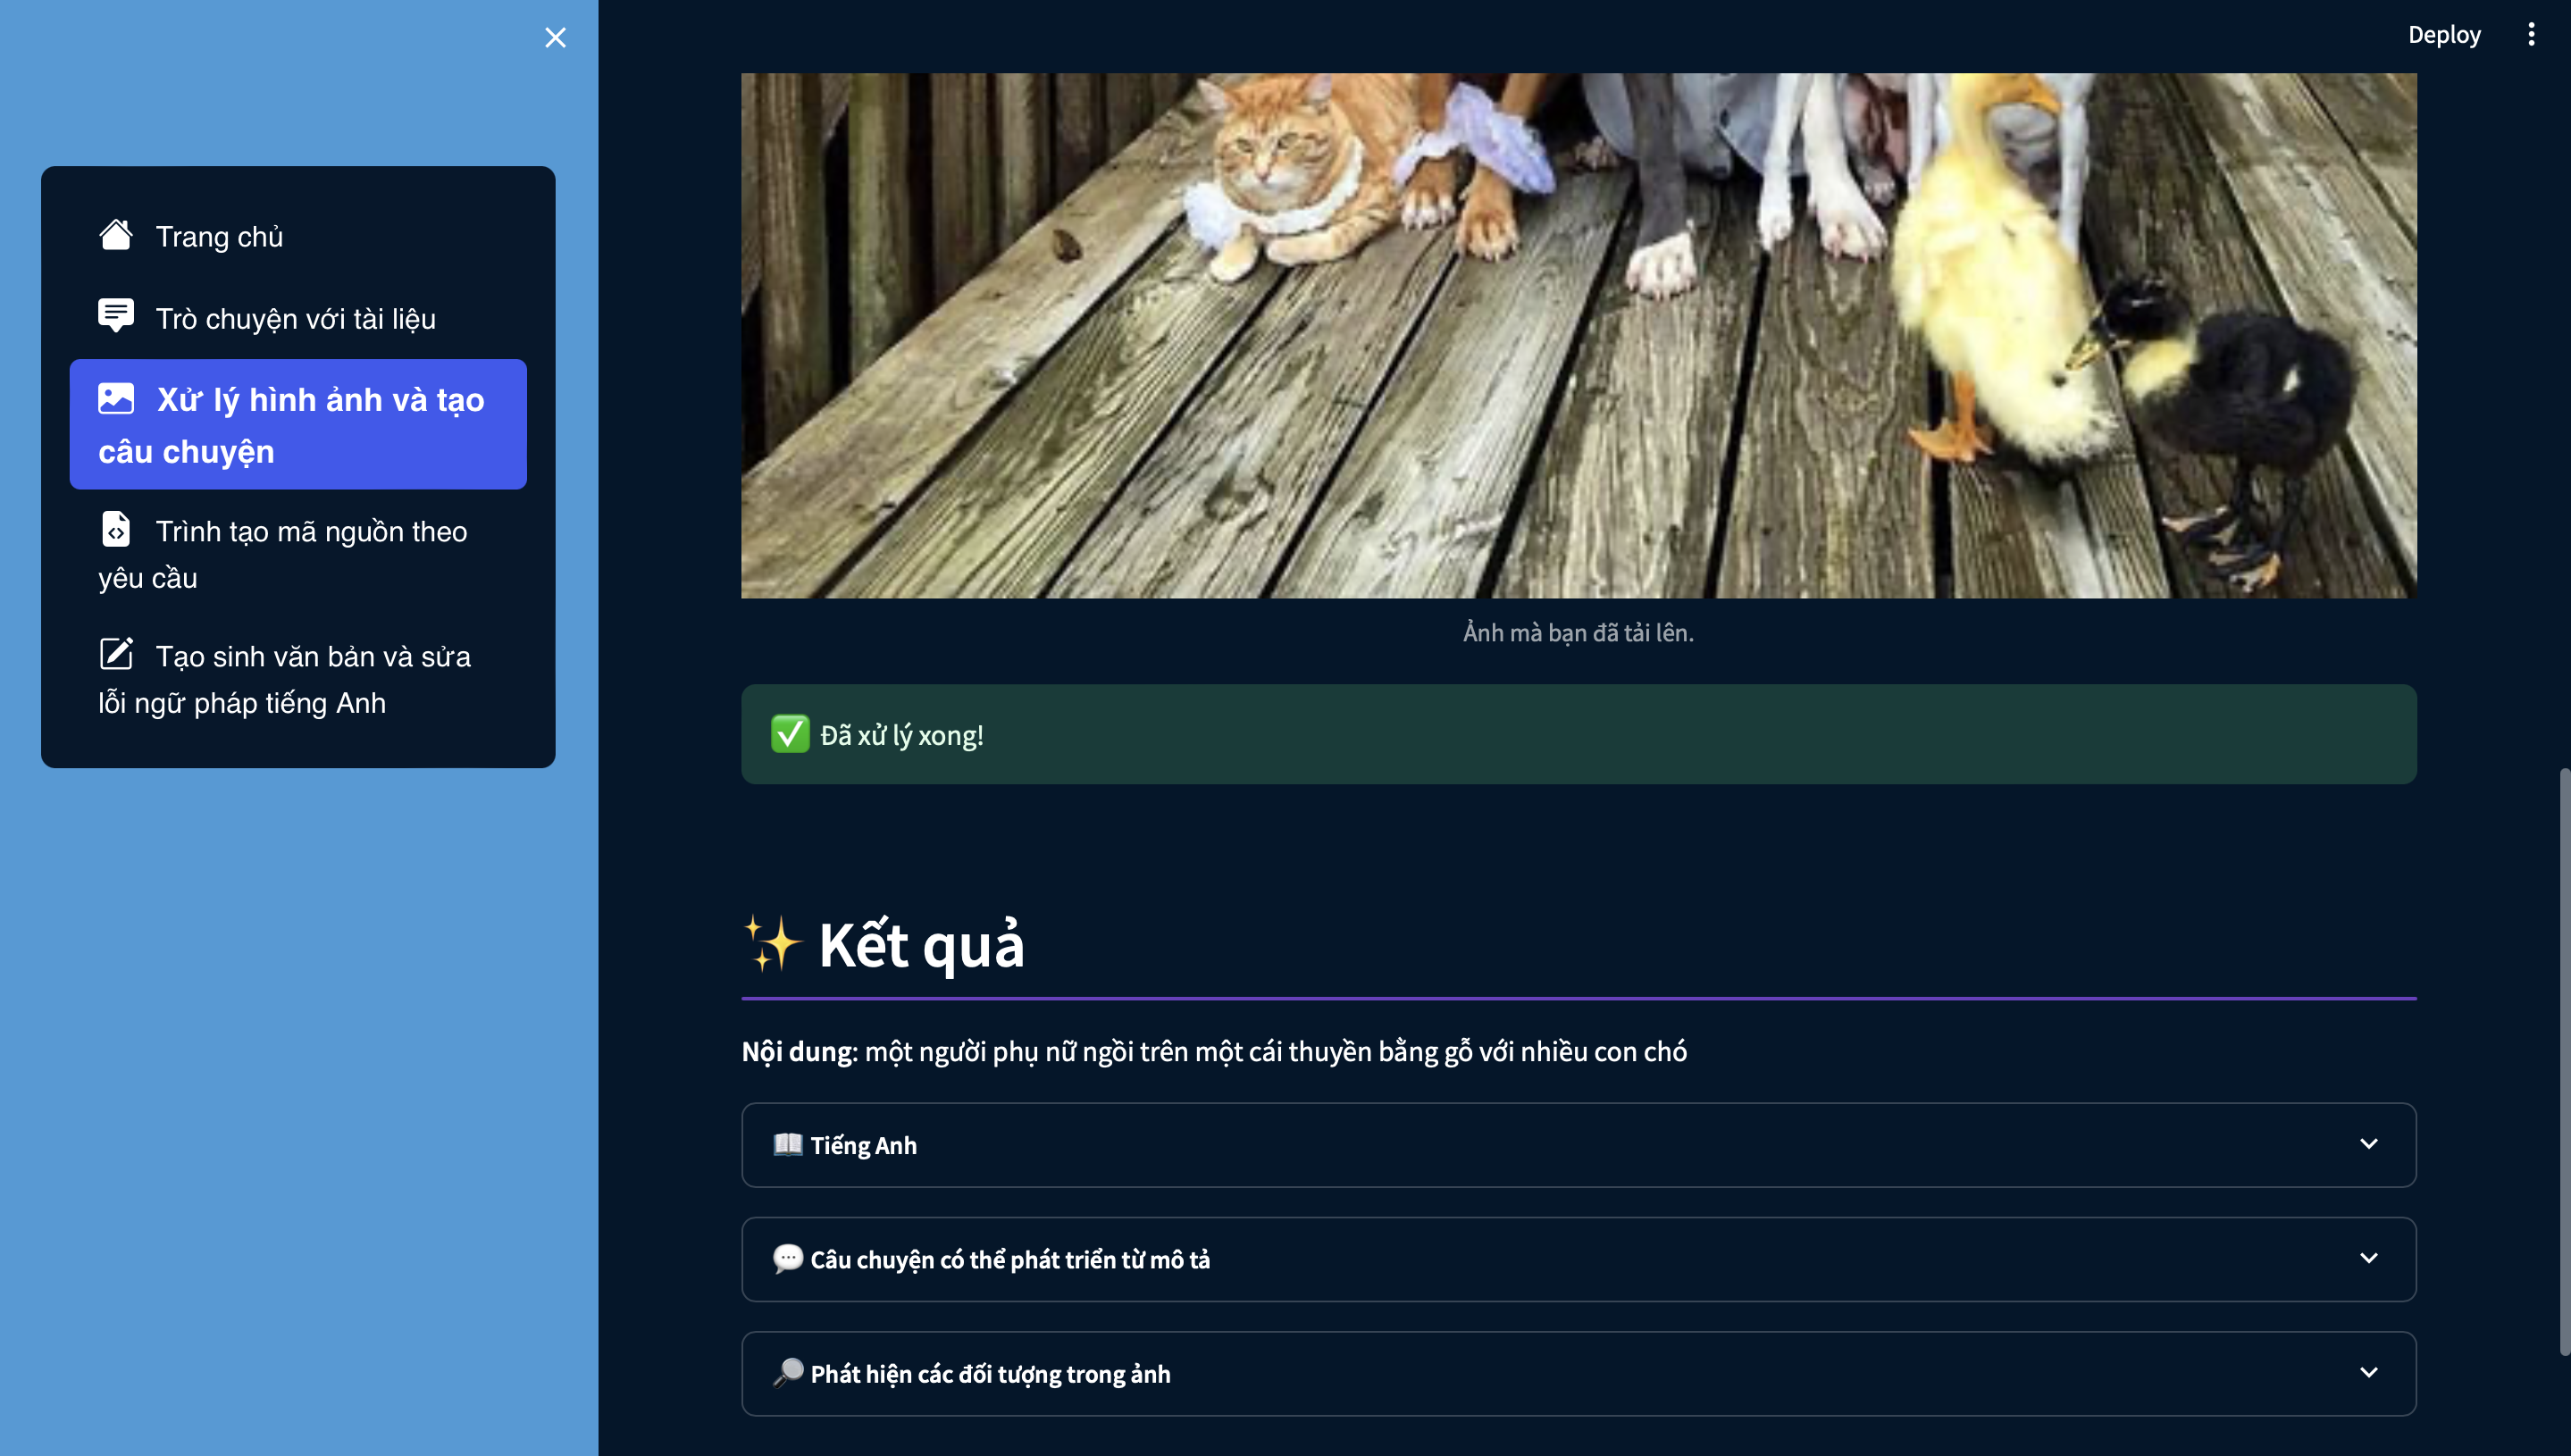 Deploy
Trang chủ
Trò chuyện với tài liệu
Xử lý hình ảnh và tạo
câu chuyện
Trình tạo mã nguồn theo
yêu cầu
Tạo sinh văn bản và sửa
lỗi ngữ pháp tiếng Anh
Ảnh mà bạn đã tải lên.
Đã xử lý xong!
Kết quả
Nội dung: một người phụ nữ ngồi trên một cái thuyền bằng gỗ với nhiều con chó
Tiếng Anh
Câu chuyện có thể phát triển từ mô tả
Phát hiện các đối tượng trong ảnh